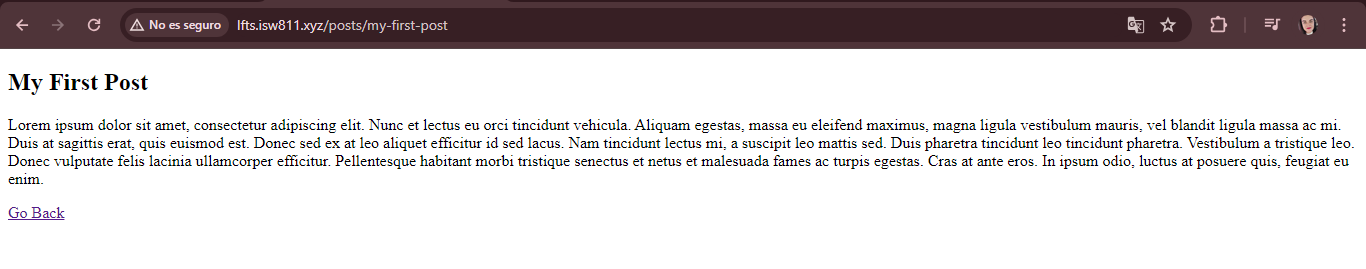 No es seguro lfts.isw811.xyz/posts/my-first-post
My First Post
Lorem ipsum dolor sit amet, consectetur adipiscing elit. Nunc et lectus eu orci tincidunt vehicula. Aliquam egestas, massa eu eleifend maximus, magna ligula vestibulum mauris, vel blandit ligula massa ac mi.
Duis at sagittis erat, quis euismod est. Donec sed ex at leo aliquet efficitur id sed lacus. Nam tincidunt lectus mi, a suscipit leo mattis sed. Duis pharetra tincidunt leo tincidunt pharetra. Vestibulum a tristique leo.
Donec vulputate felis lacinia ullamcorper efficitur. Pellentesque habitant morbi tristique senectus et netus et malesuada fames ac turpis egestas. Cras at ante eros. In ipsum odio, luctus at posuere quis, feugiat eu
enim.
Go Back